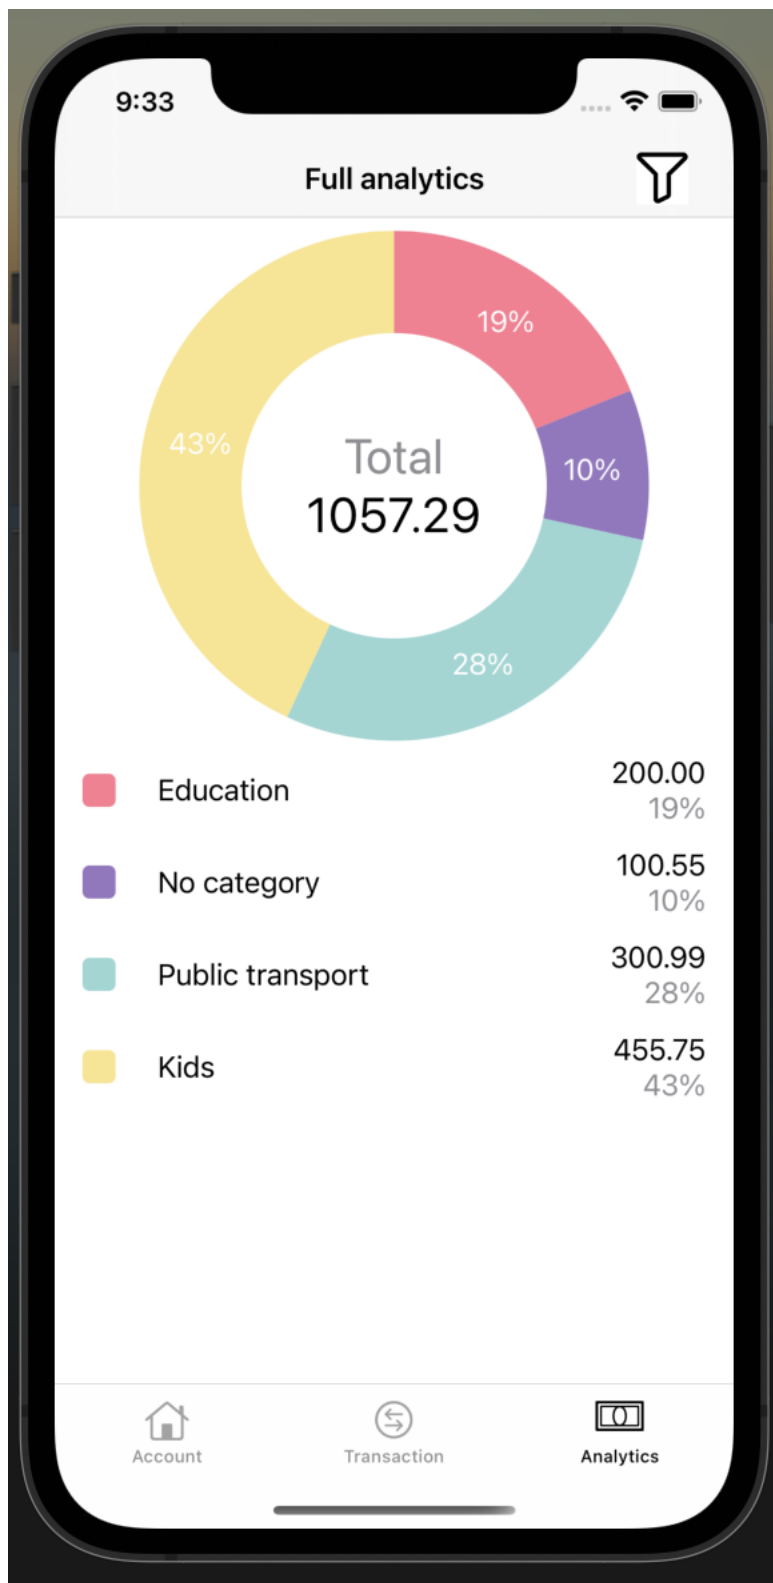 9:33
Full analytics
19%
43%
10%
Total
1057.29
28%
Education
200.00
19%
No category
100.55
10%
Public transport
300.99
28%
Kids
455.75
43%
Account
Transaction
Analytics